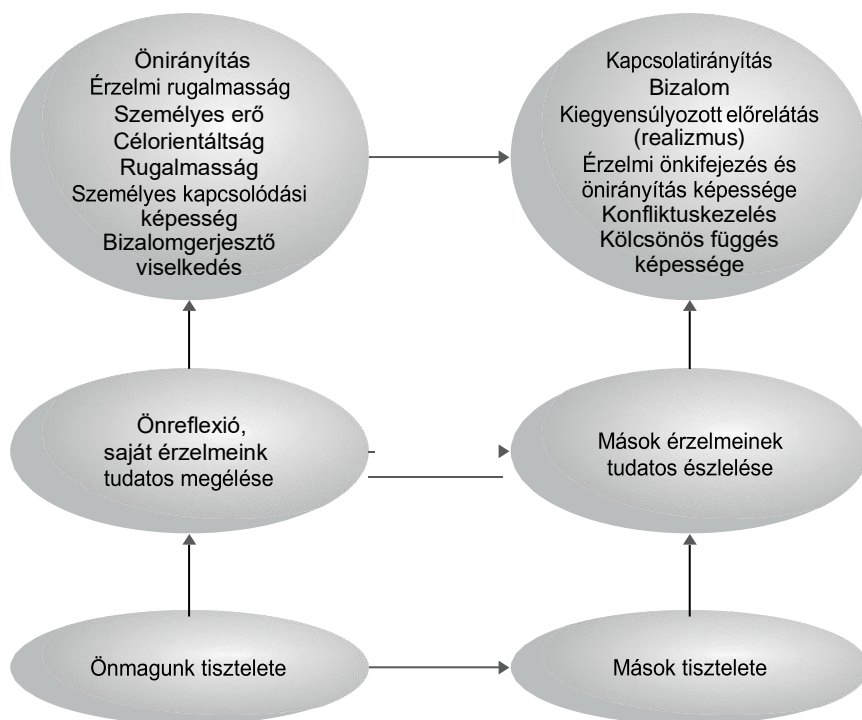 Önirányítás
Érzelmi rugalmasság
Személyes erő
Célorientáltság
Rugalmasság
Személyes kapcsolódási
képesség
Bizalomgerjesztő
viselkedés
Kapcsolatirányítás
Bizalom
Kiegyensúlyozott előrelátás
(realizmus)
Érzelmi önkifejezés és
önirányítás képessége
Konfliktuskezelés
Kölcsönös függés
képessége
Önreflexió,
saját érzelmeink
tudatos megélése
Mások érzelmeinek
tudatos észlelése
Önmagunk tisztelete
Mások tisztelete